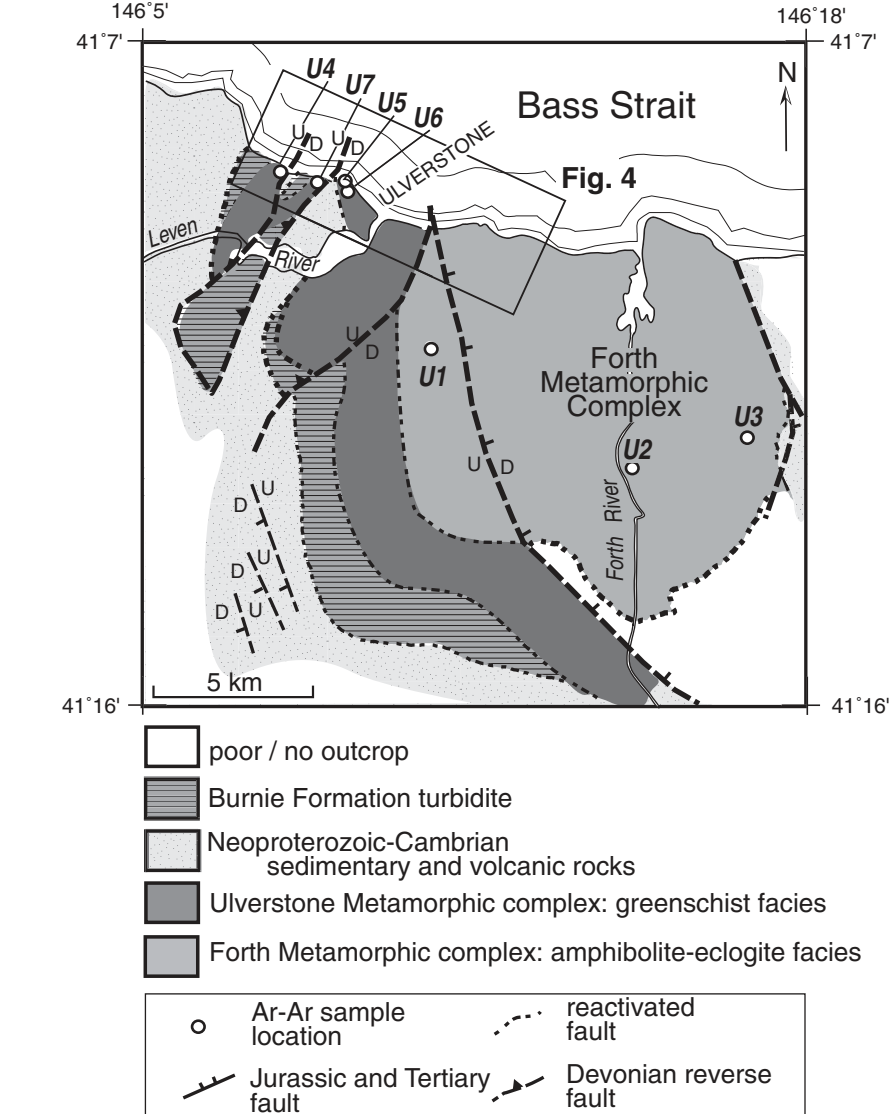 146˚5'
146˚18'
41˚7'
41˚7'
U4
U7
U5
U6
N
Bass Strait
ULVERSTONE
Fig. 4
U D
U D
Leven
River
U
D
U1
Forth
Metamorphic
Complex
U3
U2
U D
Forth River
D U
D U
D U
5 km
41˚16'
41˚16'
poor / no outcrop
Burnie Formation turbidite
Neoproterozoic-Cambrian
sedimentary and volcanic rocks
Ulverstone Metamorphic complex: greenschist facies
Forth Metamorphic complex: amphibolite-eclogite facies
Ar-Ar sample
location
reactivated
fault
Jurassic and Tertiary
fault
Devonian reverse
fault